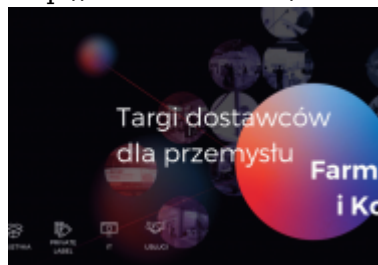 Targi dostawców
dla przemysłu
Farm
i Ko
PRIVATE
LABEL
IT
USŁUGI